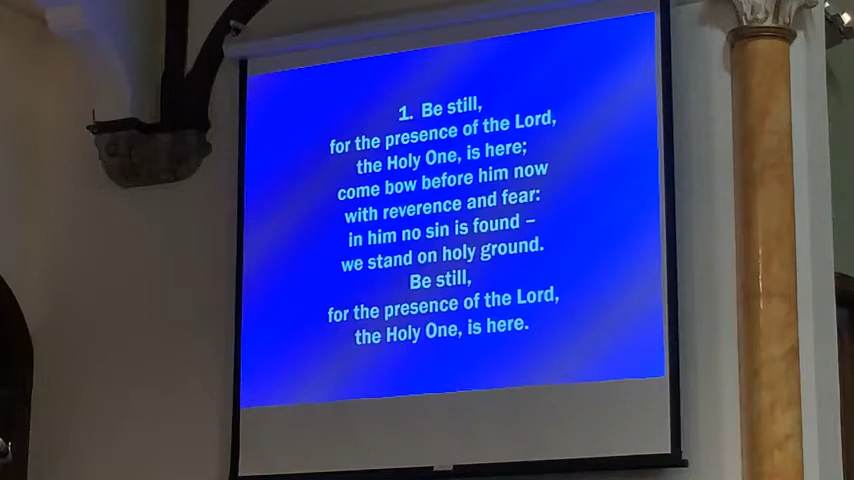 1. Be still,
for the presence of the Lord,
the Holy One, is here;
come bow before him now
with reverence and fear:
in him no sin is found –
we stand on holy ground.
Be still,
for the presence of the Lord,
the Holy One, is here.